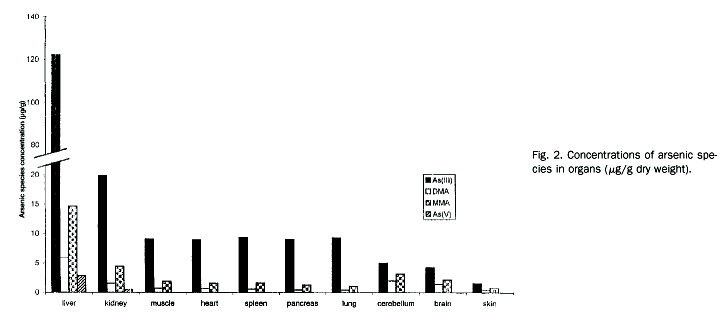 140
120
100
80
20
15
10
5
0
Arsenic species concentration (µg/g)
As(III)
DMA
MMA
As(V)
liver kidney muscle heart spleen pancreas lung cerebellum brain skin
Fig. 2. Concentrations of arsenic spe-
cies in organs (µg/g dry weight).